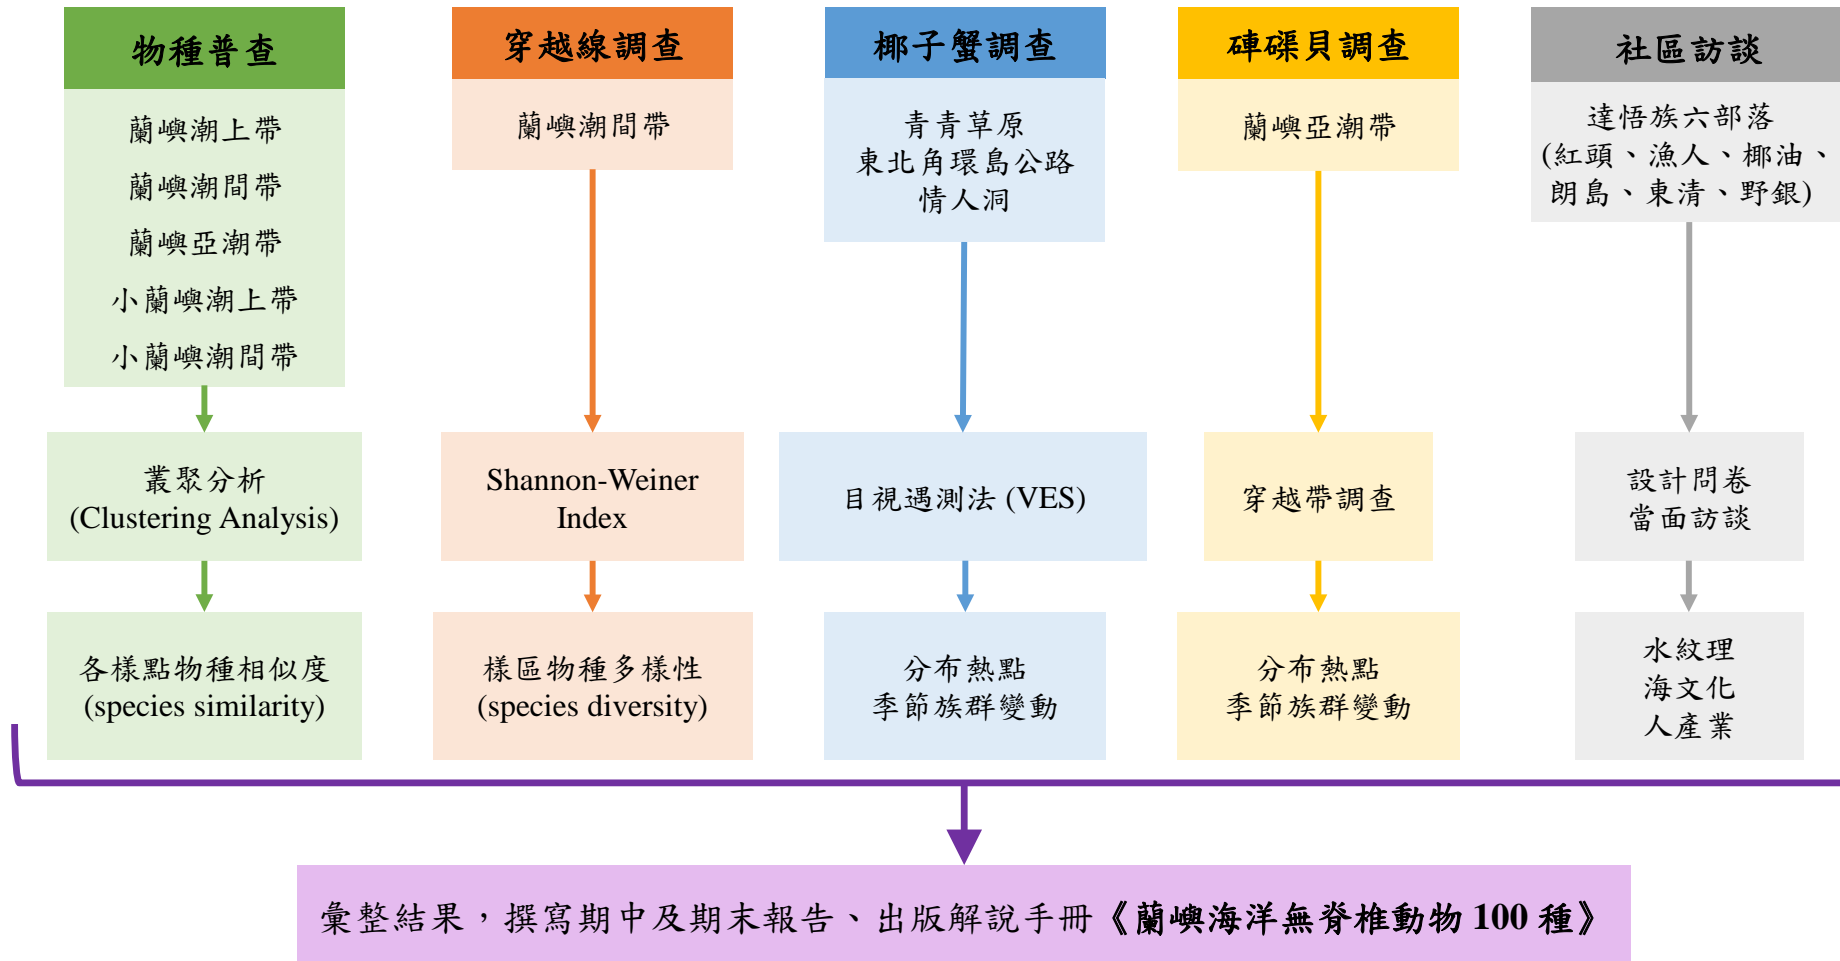 物種普查
蘭嶼潮上帶
蘭嶼潮間帶
蘭嶼亞潮帶
小蘭嶼潮上帶
小蘭嶼潮間帶
叢聚分析
(Clustering Analysis)
各樣點物種相似度
(species similarity)
穿越線調查
蘭嶼潮間帶
Shannon-Weiner
Index
樣區物種多樣性
(species diversity)
椰子蟹調查
青青草原
東北角環島公路
情人洞
目視遇測法 (VES)
分布熱點
季節族群變動
硨磲貝調查
蘭嶼亞潮帶
穿越帶調查
分布熱點
季節族群變動
社區訪談
達悟族六部落
(紅頭、漁人、椰油、
朗島、東清、野銀)
設計問卷
當面訪談
水紋理
海文化
人產業
彙整結果，撰寫期中及期末報告、出版解說手冊《蘭嶼海洋無脊椎動物 100 種》